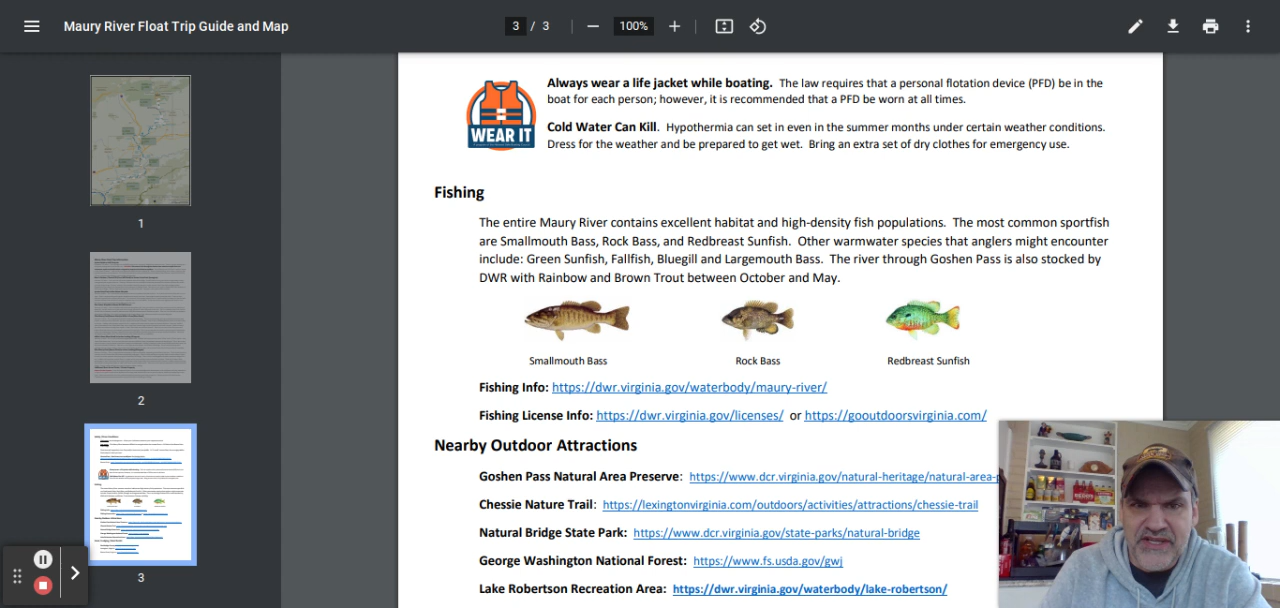 Maury River Float Trip Guide and Map
3 / 3
100%
Always wear a life jacket while boating. The law requires that a personal flotation device (PFD) be in the
boat for each person; however, it is recommended that a PFD be worn at all times.
WEAR IT
Cold Water Can Kill. Hypothermia can set in even in the summer months under certain weather conditions.
Dress for the weather and be prepared to get wet. Bring an extra set of dry clothes for emergency use.
Fishing
The entire Maury River contains excellent habitat and high-density fish populations. The most common sportfish
are Smallmouth Bass, Rock Bass, and Redbreast Sunfish. Other warmwater species that anglers might encounter
include: Green Sunfish, Fallfish, Bluegill and Largemouth Bass. The river through Goshen Pass is also stocked by
DWR with Rainbow and Brown Trout between October and May.
Smallmouth Bass
Rock Bass
Redbreast Sunfish
Fishing Info: https://dwr.virginia.gov/waterbody/maury-river/
Fishing License Info: https://dwr.virginia.gov/licenses/ or https://gooutdoorsvirginia.com/
Nearby Outdoor Attractions
Goshen Pass Natural Area Preserve: https://www.dcr.virginia.gov/natural-heritage/natural-area-p
Chessie Nature Trail: https://lexingtonvirginia.com/outdoors/activities/attractions/chessie-trail
Natural Bridge State Park: https://www.dcr.virginia.gov/state-parks/natural-bridge
George Washington National Forest: https://www.fs.usda.gov/gwj
Lake Robertson Recreation Area: https://dwr.virginia.gov/waterbody/lake-robertson/
1
2
3